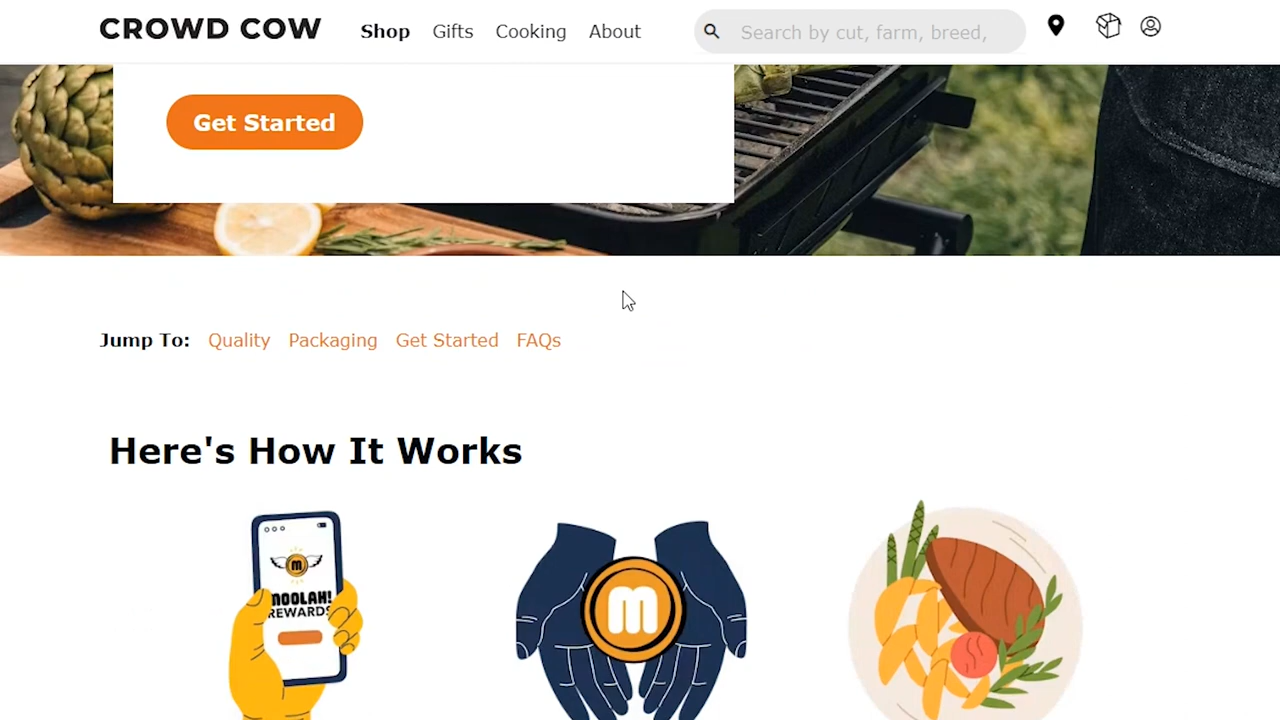 CROWD COW
Shop Gifts Cooking About
Search by cut, farm, breed,
Get Started
Jump To: Quality Packaging Get Started FAQs
Here's How It Works
m
MOOLAH!
REWARDS
m